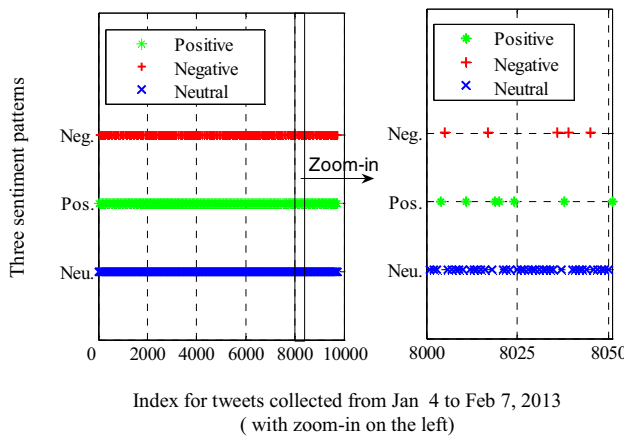 Three sentiment patterns
Positive
Negative
Neutral
Neg.
Pos.
Neu.
0 2000 4000 6000 8000 10000
Zoom-in
Positive
Negative
Neutral
Neg.
Pos.
Neu.
8000 8025 8050
Index for tweets collected from Jan 4 to Feb 7, 2013
( with zoom-in on the left)